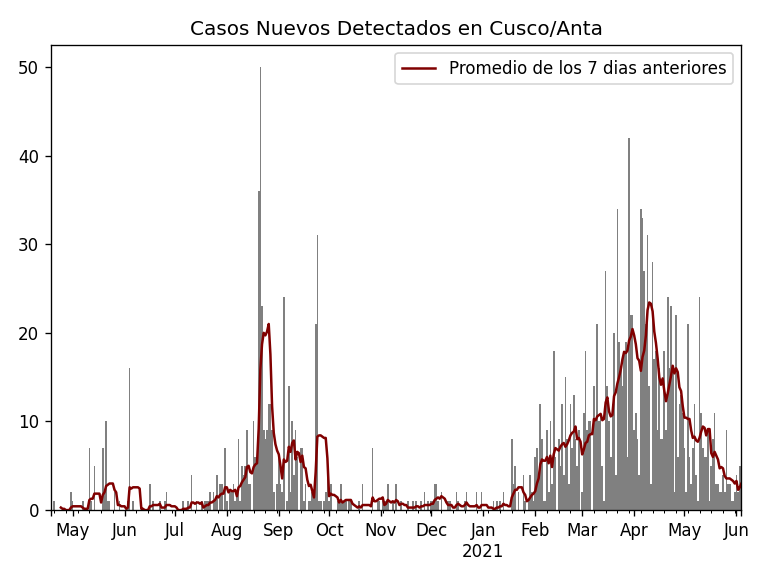 Casos Nuevos Detectados en Cusco/Anta
Promedio de los 7 dias anteriores
50
40
30
20
10
0
May Jun Jul Aug Sep Oct Nov Dec Jan Feb Mar Apr May Jun
2021